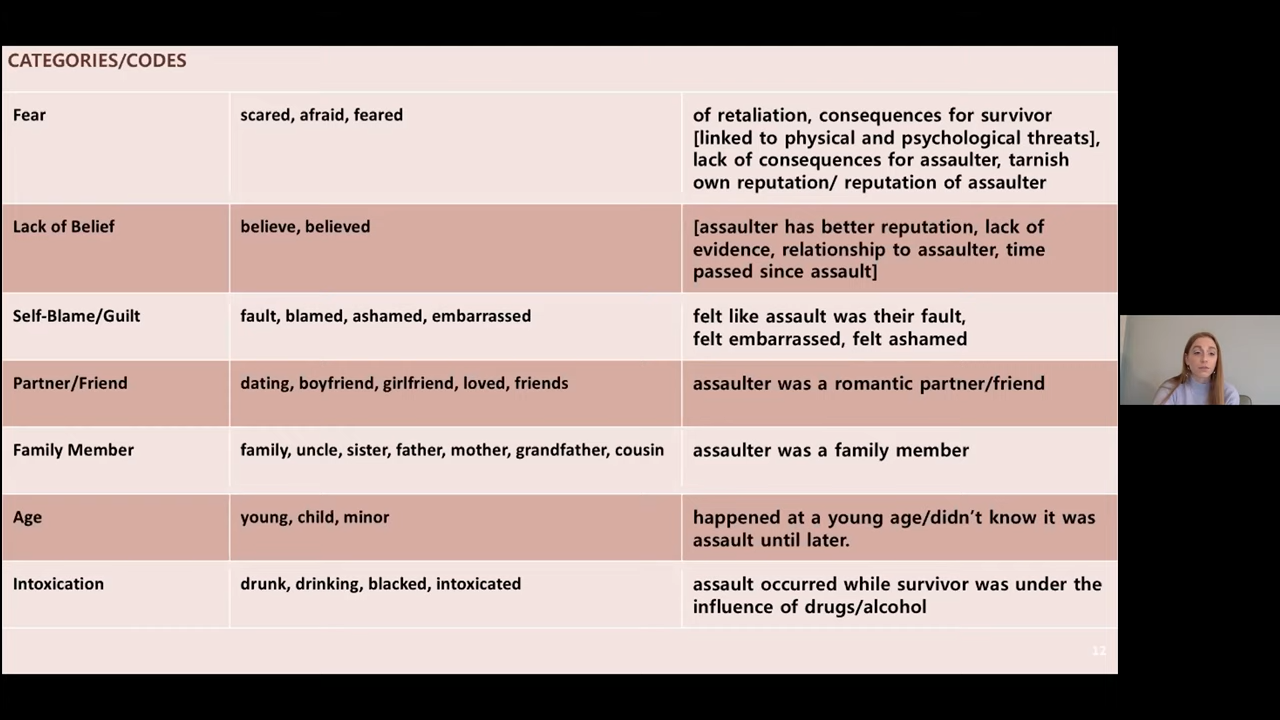 CATEGORIES/CODES
Fear
scared, afraid, feared
of retaliation, consequences for survivor
[linked to physical and psychological threats],
lack of consequences for assaulter, tarnish
own reputation/ reputation of assaulter
Lack of Belief
believe, believed
[assaulter has better reputation, lack of
evidence, relationship to assaulter, time
passed since assault]
Self-Blame/Guilt
fault, blamed, ashamed, embarrassed
felt like assault was their fault,
felt embarrassed, felt ashamed
Partner/Friend
dating, boyfriend, girlfriend, loved, friends
assaulter was a romantic partner/friend
Family Member
family, uncle, sister, father, mother, grandfather, cousin
assaulter was a family member
Age
young, child, minor
happened at a young age/didn't know it was
assault until later.
Intoxication
drunk, drinking, blacked, intoxicated
assault occurred while survivor was under the
influence of drugs/alcohol
12